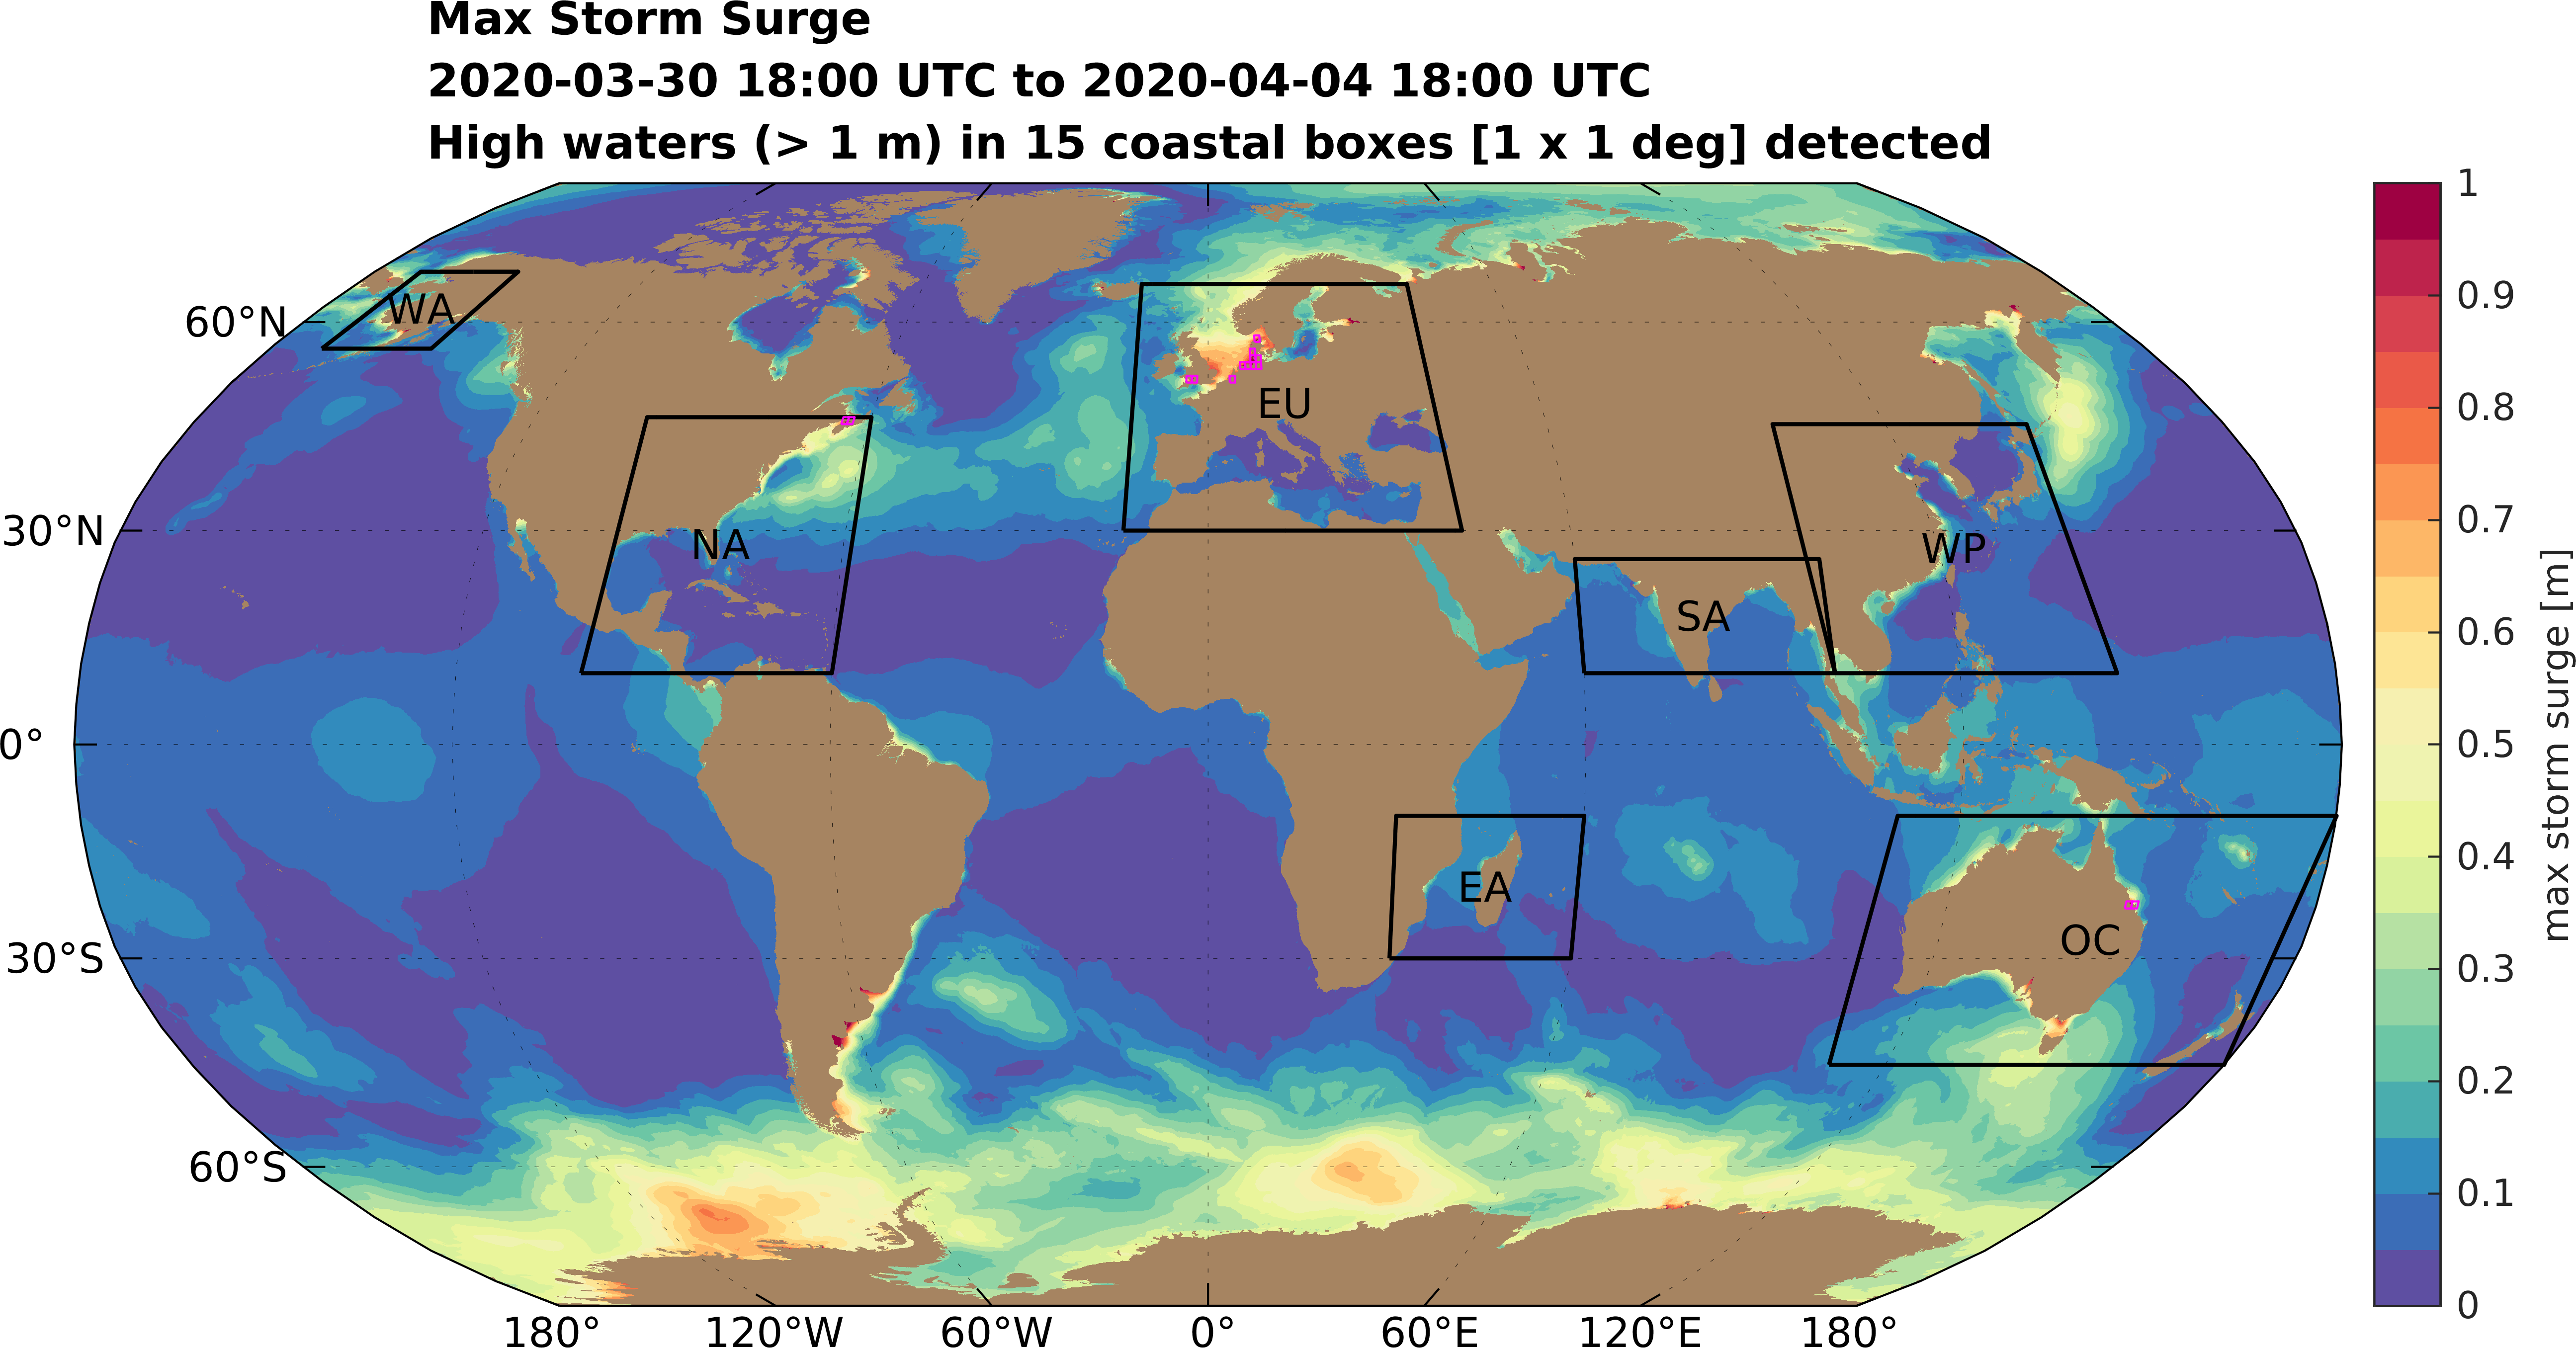 Max Storm Surge
2020-03-30 18:00 UTC to 2020-04-04 18:00 UTC
High waters (> 1 m) in 15 coastal boxes [1 x 1 deg] detected
60°N
30°N
0°
30°S
60°S
WA
NA
EU
SA
WP
EA
OC
180°
120°W
60°W
0°
60°E
120°E
180°
1
0.9
0.8
0.7
0.6
0.5
0.4
0.3
0.2
0.1
0
max storm surge [m]